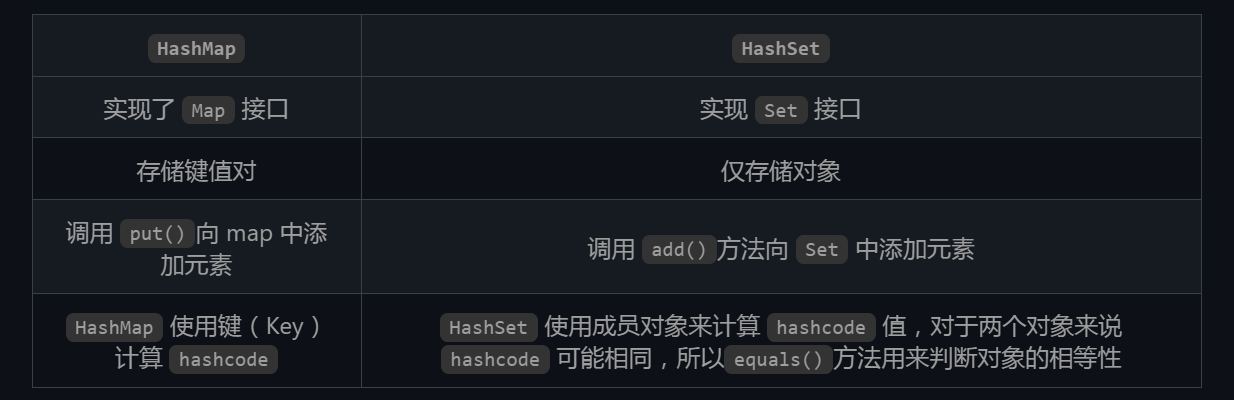 HashMap
HashSet
实现了 Map 接口
实现 Set 接口
存储键值对
仅存储对象
调用 put()向 map 中添
加元素
调用 add()方法向 Set 中添加元素
HashMap 使用键（Key）
计算 hashcode
HashSet 使用成员对象来计算 hashcode 值，对于两个对象来说
hashcode 可能相同，所以equals()方法用来判断对象的相等性